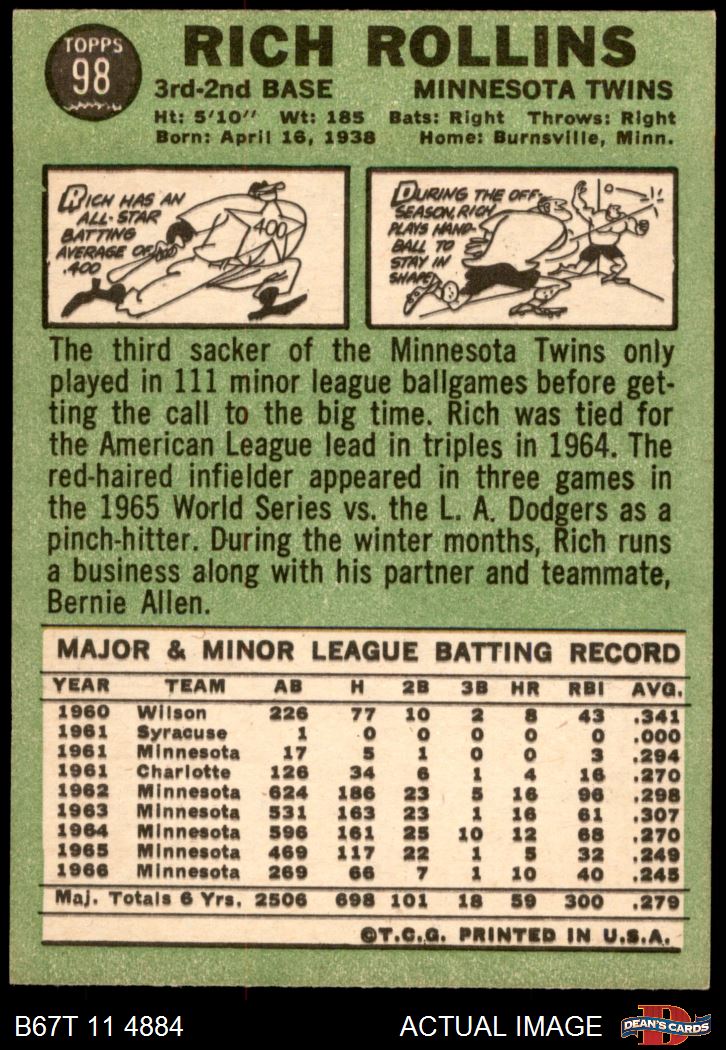 TOPPS
98
RICH ROLLINS
3rd-2nd BASE MINNESOTA TWINS
Ht: 5'10" Wt: 185 Bats: Right Throws: Right
Born: April 16, 1938 Home: Burnsville, Minn.
RICH HAS AN
ALL-STAR
BATTING
AVERAGE OF
.400
400
DURING THE OFF-
SEASON, RICH
PLAYS HAND-
BALL TO
STAY IN
SHAPE
The third sacker of the Minnesota Twins only
played in 111 minor league ballgames before get-
ting the call to the big time. Rich was tied for
the American League lead in triples in 1964. The
red-haired infielder appeared in three games in
the 1965 World Series vs. the L. A. Dodgers as a
pinch-hitter. During the winter months, Rich runs
a business along with his partner and teammate,
Bernie Allen.
MAJOR & MINOR LEAGUE BATTING RECORD
YEAR TEAM AB H 2B 3B HR RBI AVG.
1960 Wilson 226 77 10 2 8 43 .341
1961 Syracuse 1 0 0 0 0 0 .000
1961 Minnesota 17 5 1 0 0 3 .294
1961 Charlotte 126 34 6 1 4 16 .270
1962 Minnesota 624 186 23 5 16 96 .298
1963 Minnesota 531 163 23 1 16 61 .307
1964 Minnesota 596 161 25 10 12 68 .270
1965 Minnesota 469 117 22 1 5 32 .249
1966 Minnesota 269 66 7 1 10 40 .245
Maj. Totals 6 Yrs. 2506 698 101 18 59 300 .279
©T.C.G. PRINTED IN U.S.A.
B67T 11 4884 ACTUAL IMAGE
D
DEAN'S CARDS